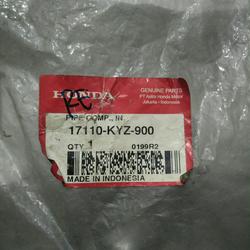 HONDA
GENUINE PARTS
PT Astra Honda Motor
Jakarta - Indonesia
PIPE COMP., IN.
17110-KYZ-900
QTY 1 0199R2
MADE IN INDONESIA